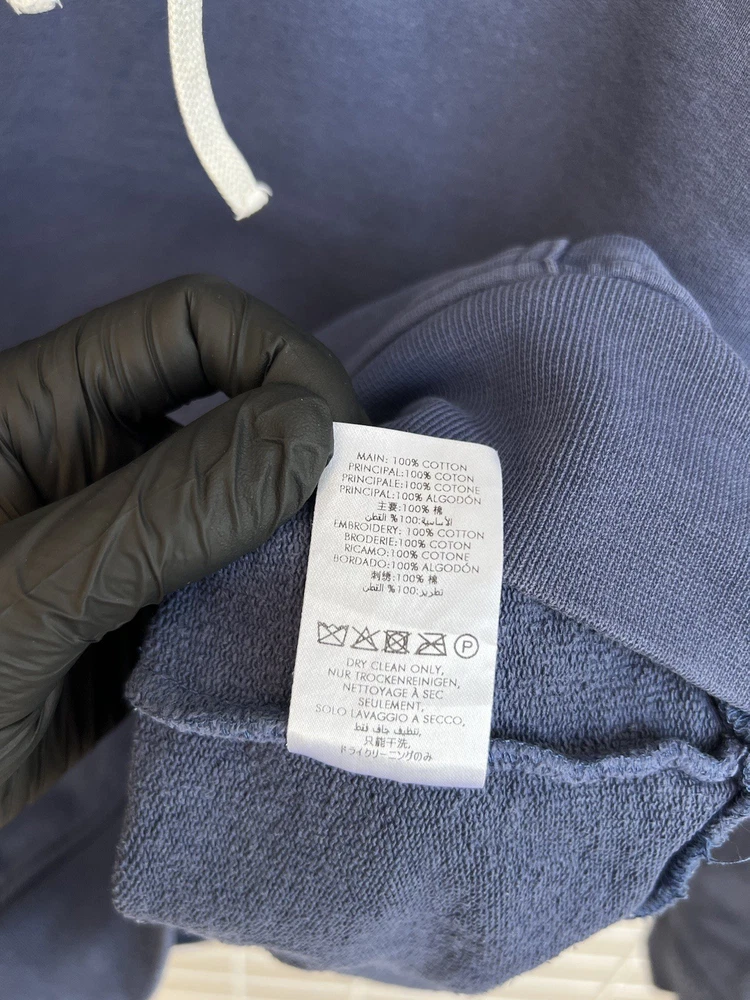 MAIN: 100% COTTON
PRINCIPAL:100% COTON
PRINCIPALE:100% COTONE
PRINCIPAL:100% ALGODÓN
主要:100% 棉
الأساسية:100% القطن
EMBROIDERY: 100% COTTON
BRODERIE:100% COTON
RICAMO:100% COTONE
BORDADO:100% ALGODÓN
刺绣:100% 棉
تطريز:100% القطن
P
DRY CLEAN ONLY,
NUR TROCKENREINIGEN,
NETTOYAGE À SEC
SEULEMENT,
SOLO LAVAGGIO A SECCO,
تنظيف جاف فقط,
只能干洗,
ドライクリーニングのみ